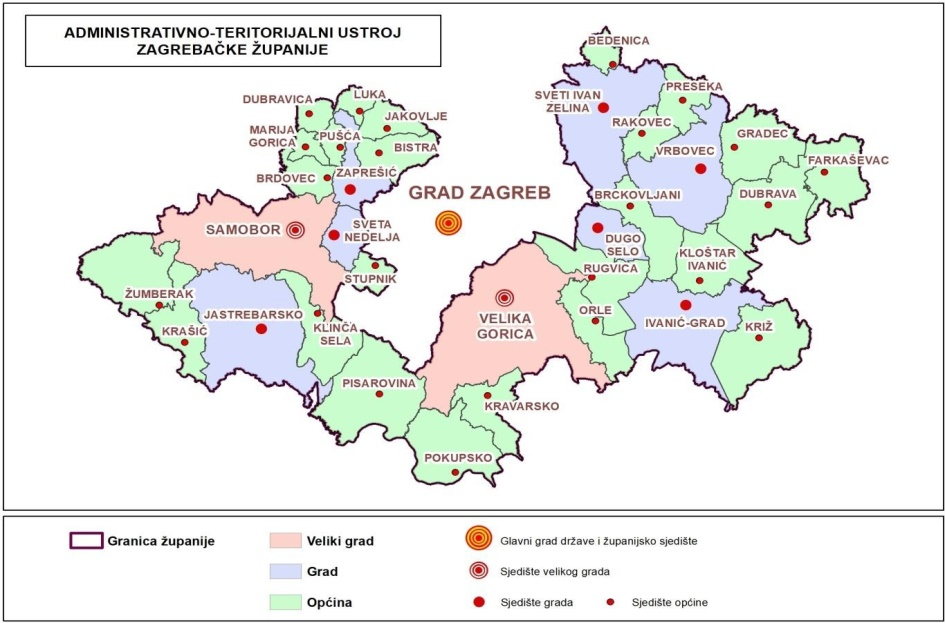 ADMINISTRATIVNO-TERITORIJALNI USTROJ
ZAGREBAČKE ŽUPANIJE
BEDENICA
DUBRAVICA
LUKA
JAKOVLJE
MARIJA
GORICA
PUŠĆA
BISTRA
BRDOVEC
ZAPREŠIĆ
SVETI IVAN
ZELINA
PRESEKA
RAKOVEC
VRBOVEC
GRADEC
FARKAŠEVAC
GRAD ZAGREB
BRCKOVLJANI
DUBRAVA
SAMOBOR
SVETA
NEDELJA
STUPNIK
DUGO
SELO
RUGVICA
KLOŠTAR
IVANIĆ
ŽUMBERAK
KRAŠIĆ
JASTREBARSKO
KLINČA
SELA
VELIKA
GORICA
ORLE
IVANIĆ-GRAD
KRIŽ
PISAROVINA
KRAVARSKO
POKUPSKO
Granica županije
Veliki grad
Grad
Općina
Glavni grad države i županijsko sjedište
Sjedište velikog grada
Sjedište grada
Sjedište općine